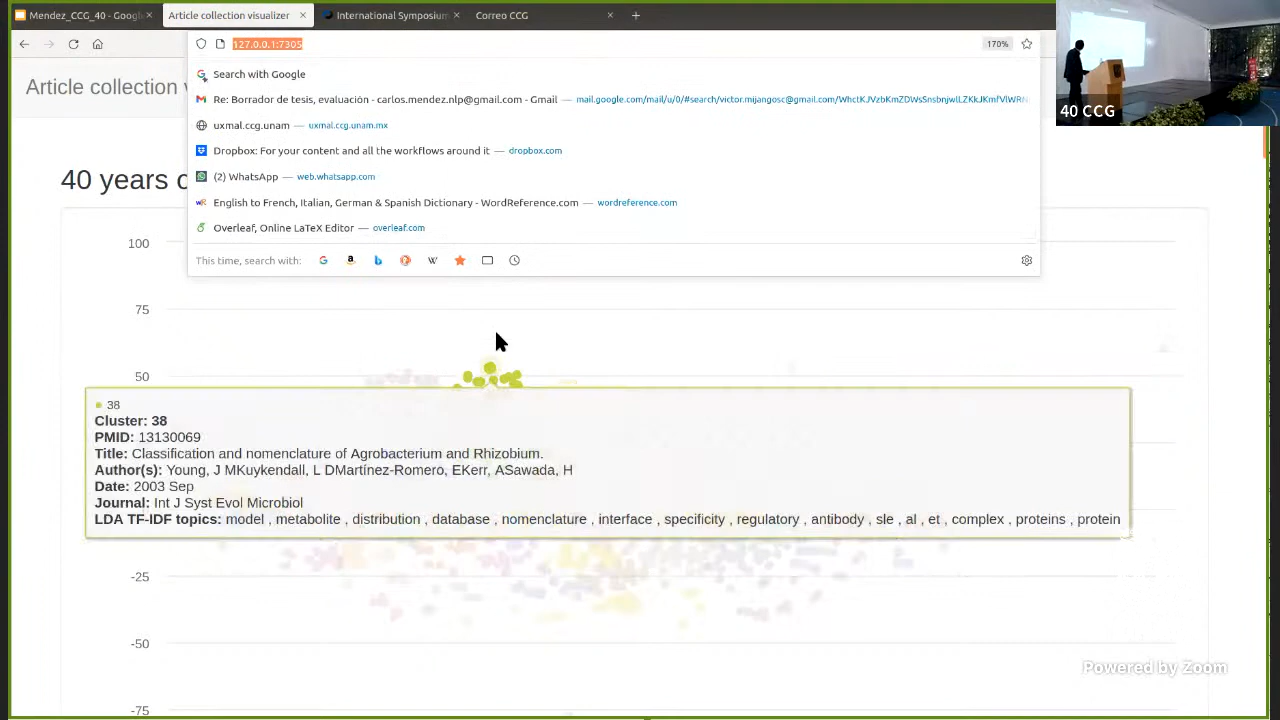 Mendez_CCG_40 - Google
Article collection visualizer
International Symposium
Correo CCG
127.0.0.1:7305
170%
Search with Google
Article collection v
Re: Borrador de tesis, evaluación - carlos.mendez.nlp@gmail.com - Gmail — mail.google.com/mail/u/0/#search/victor.mijangosc@gmail.com/
40 CCG
uxmal.ccg.unam — uxmal.ccg.unam.mx
Dropbox: For your content and all the workflows around it — dropbox.com
(2) WhatsApp — web.whatsapp.com
40 years o
English to French, Italian, German & Spanish Dictionary - WordReference.com — wordreference.com
Overleaf, Online LaTeX Editor — overleaf.com
100
This time, search with:
75
50
38
Cluster: 38
PMID: 13130069
Title: Classification and nomenclature of Agrobacterium and Rhizobium.
Author(s): Young, J MKuykendall, L DMartínez-Romero, EKerr, ASawada, H
Date: 2003 Sep
Journal: Int J Syst Evol Microbiol
LDA TF-IDF topics: model , metabolite , distribution , database , nomenclature , interface , specificity , regulatory , antibody , sle , al , et , complex , proteins , protein
-25
-50
Powered by Zoom
-75